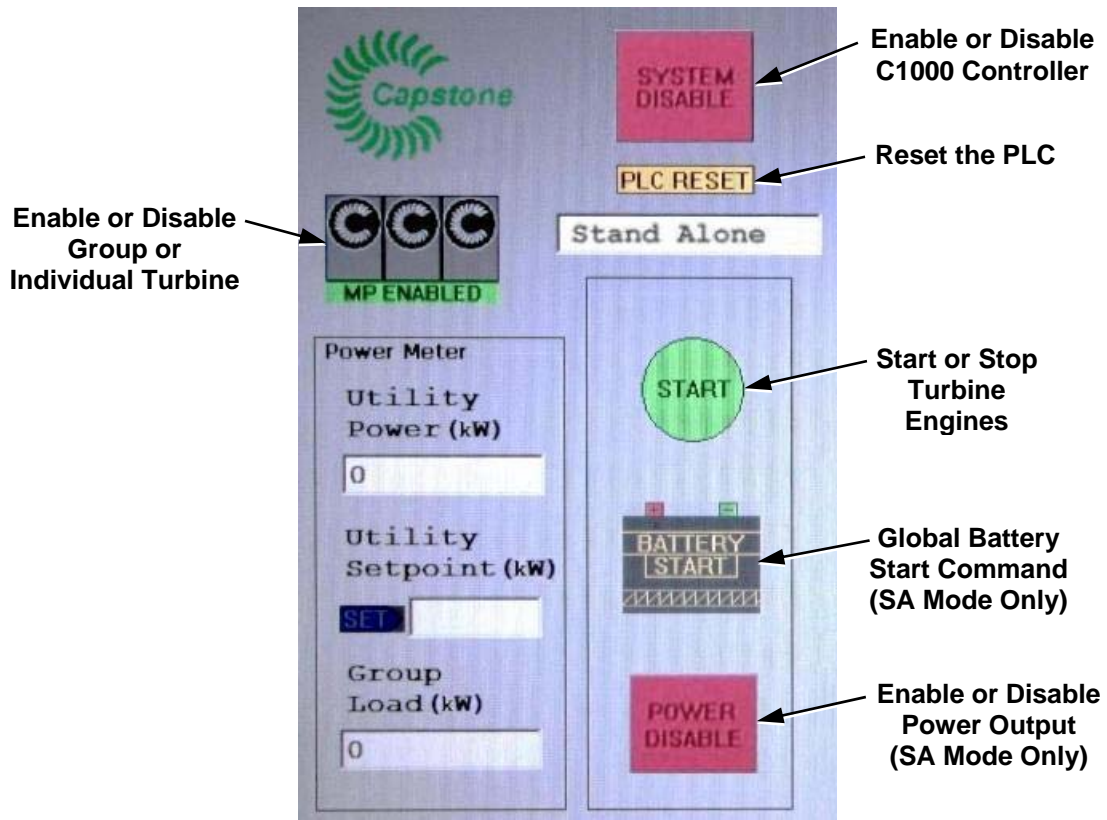 Capstone
SYSTEM
DISABLE
Enable or Disable
C1000 Controller
PLC RESET
Reset the PLC
Enable or Disable
Group or
Individual Turbine
MP ENABLED
Stand Alone
Power Meter
Utility
Power (kW)
0
Utility
Setpoint (kW)
SET
Group
Load (kW)
0
START
Start or Stop
Turbine
Engines
BATTERY
START
Global Battery
Start Command
(SA Mode Only)
POWER
DISABLE
Enable or Disable
Power Output
(SA Mode Only)